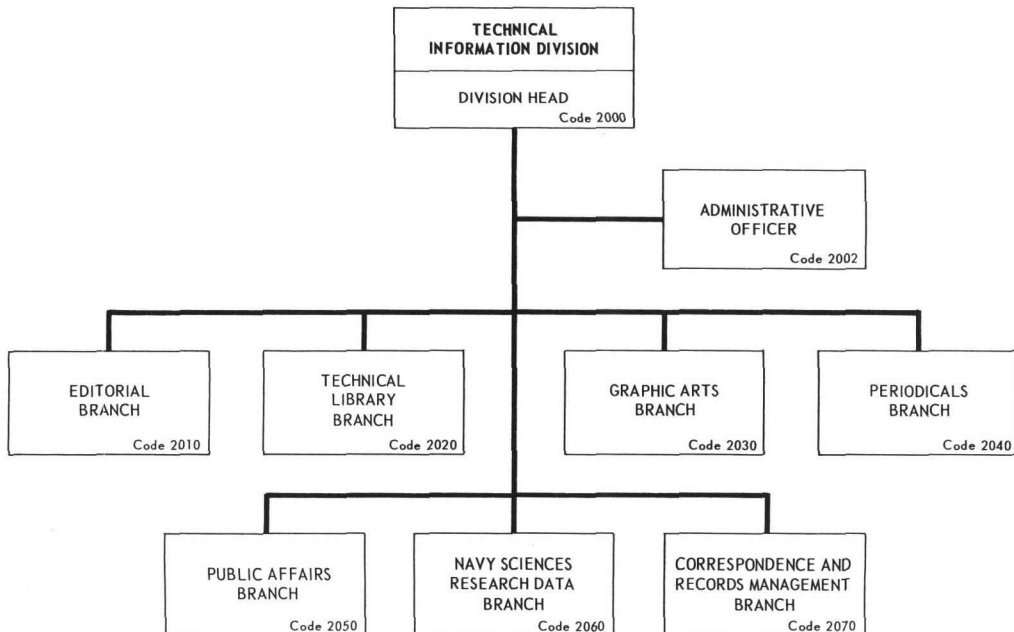 TECHNICAL
INFORMATION DIVISION
DIVISION HEAD
Code 2000
ADMINISTRATIVE
OFFICER
Code 2002
EDITORIAL
BRANCH
Code 2010
TECHNICAL
LIBRARY
BRANCH
Code 2020
GRAPHIC ARTS
BRANCH
Code 2030
PERIODICALS
BRANCH
Code 2040
PUBLIC AFFAIRS
BRANCH
Code 2050
NAVY SCIENCES
RESEARCH DATA
BRANCH
Code 2060
CORRESPONDENCE AND
RECORDS MANAGEMENT
BRANCH
Code 2070